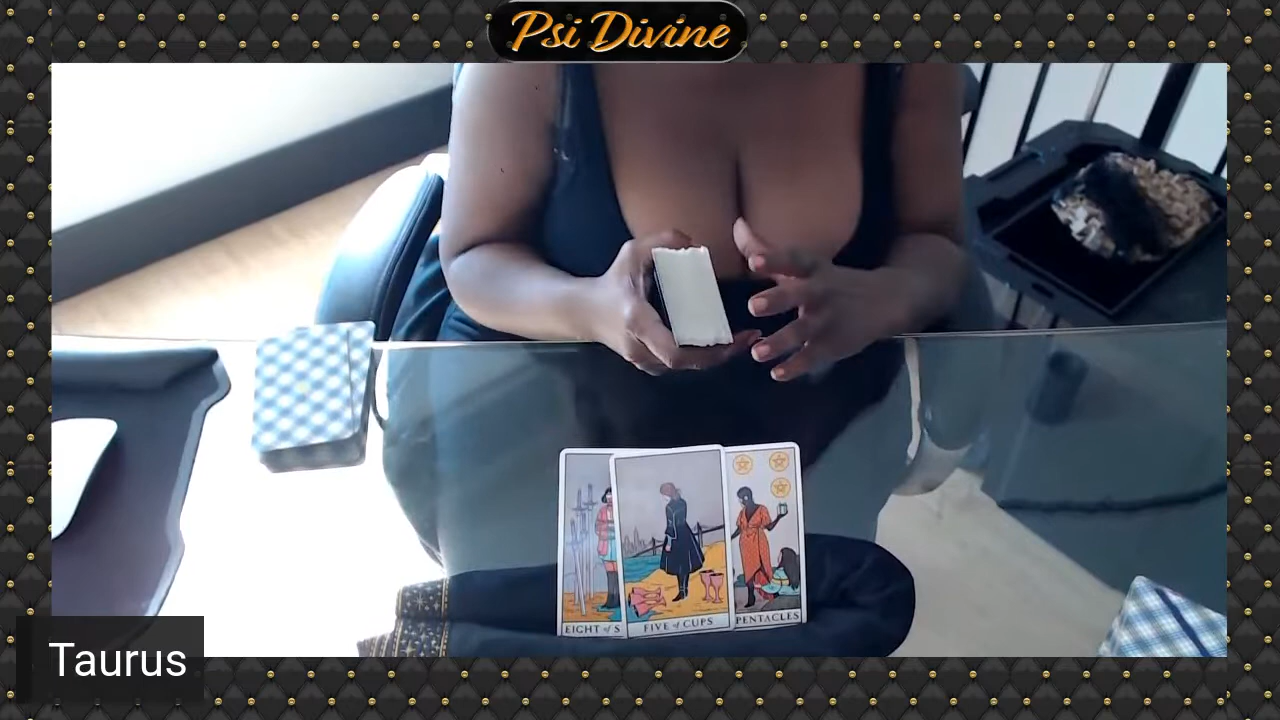 Psi Divine
EIGHT of S
FIVE of CUPS
PENTACLES
Taurus